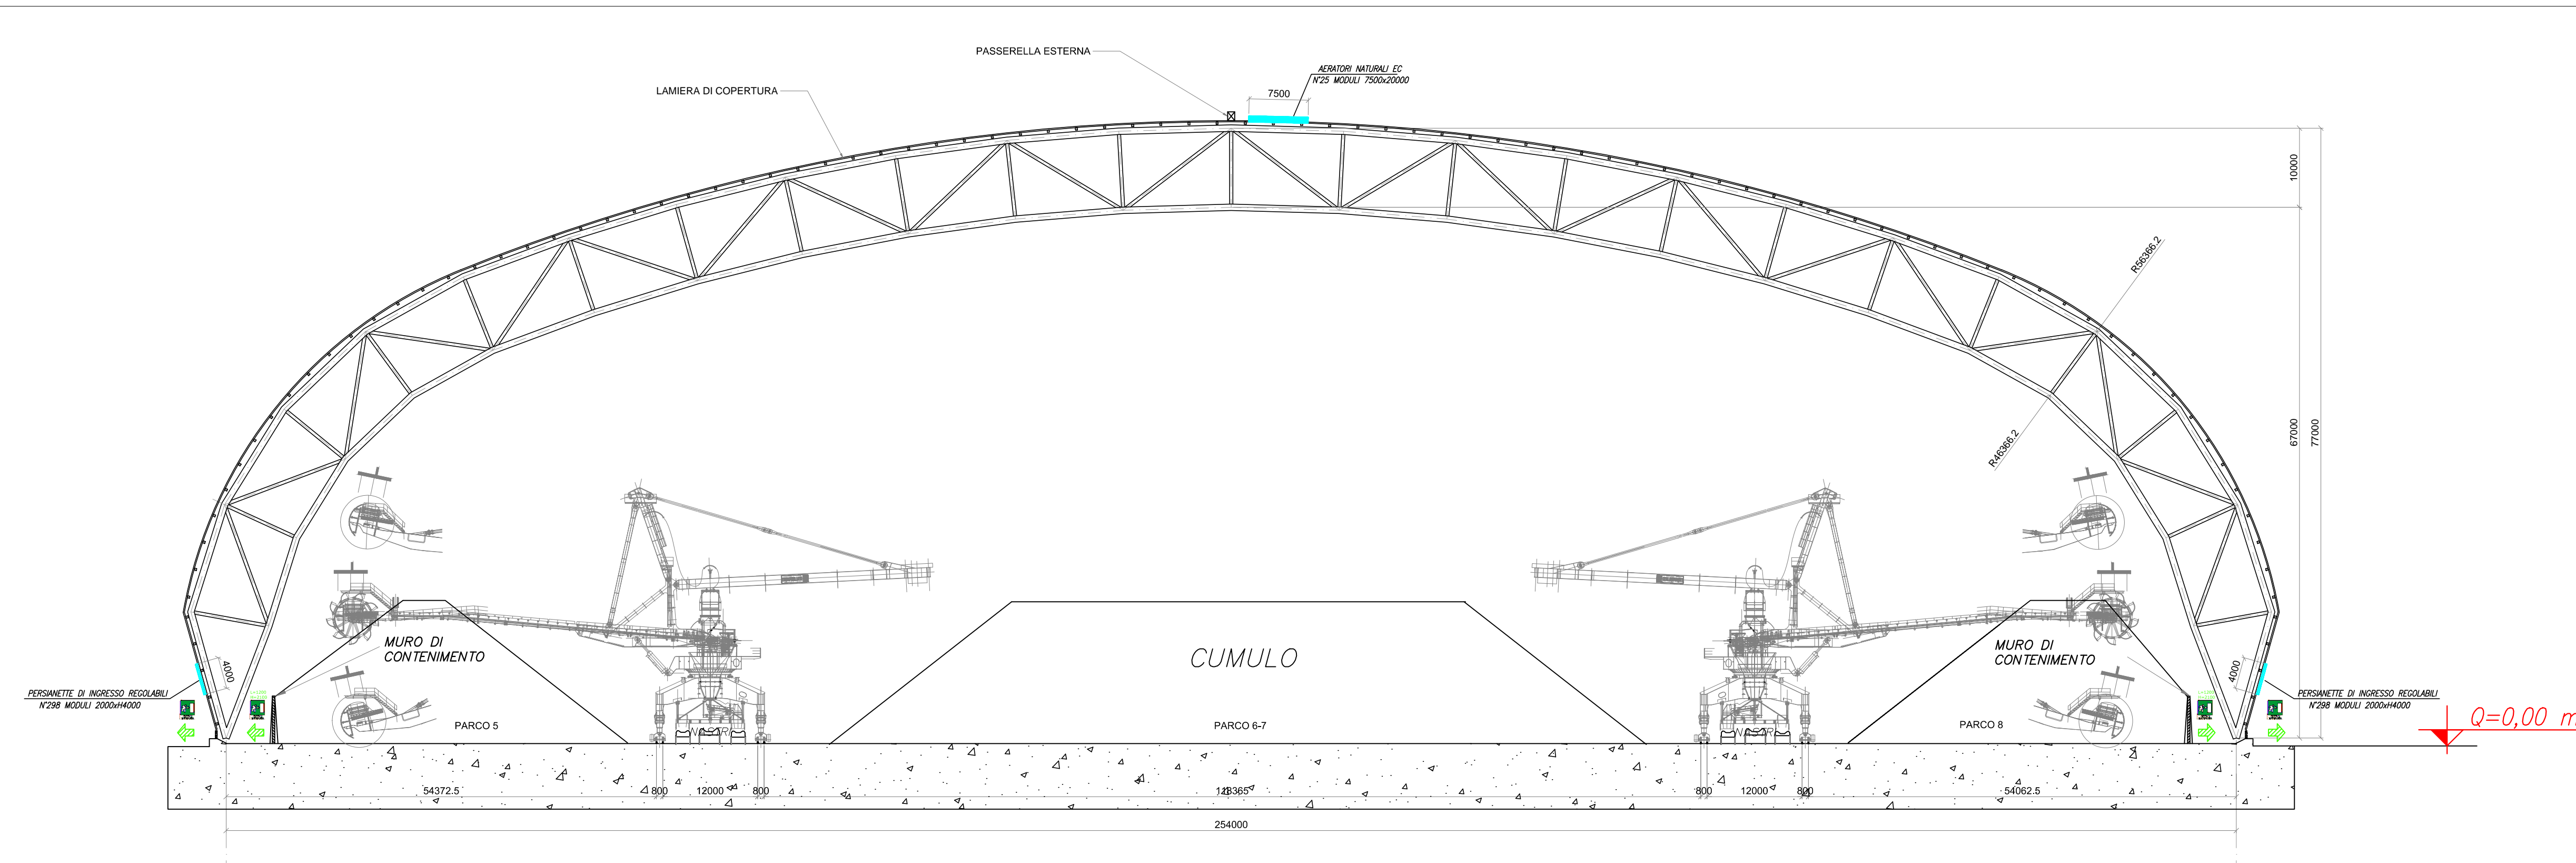 PASSERELLA ESTERNA
AERATORI NATURALI EC
N°25 MODULI 7500x20000
LAMIERA DI COPERTURA
7500
10000
R56366.2
67000
77000
R46366.2
MURO DI
CONTENIMENTO
CUMULO
MURO DI
CONTENIMENTO
4000
4000
PERSIANETTE DI INGRESSO REGOLABILI
N°298 MODULI 2000xH4000
PERSIANETTE DI INGRESSO REGOLABILI
N°298 MODULI 2000xH4000
Q=0,00 m
PARCO 5
NASTRI
PARCO 6-7
NASTRI
PARCO 8
54372.5
800
12000
800
800
12000
800
54062.5
254000